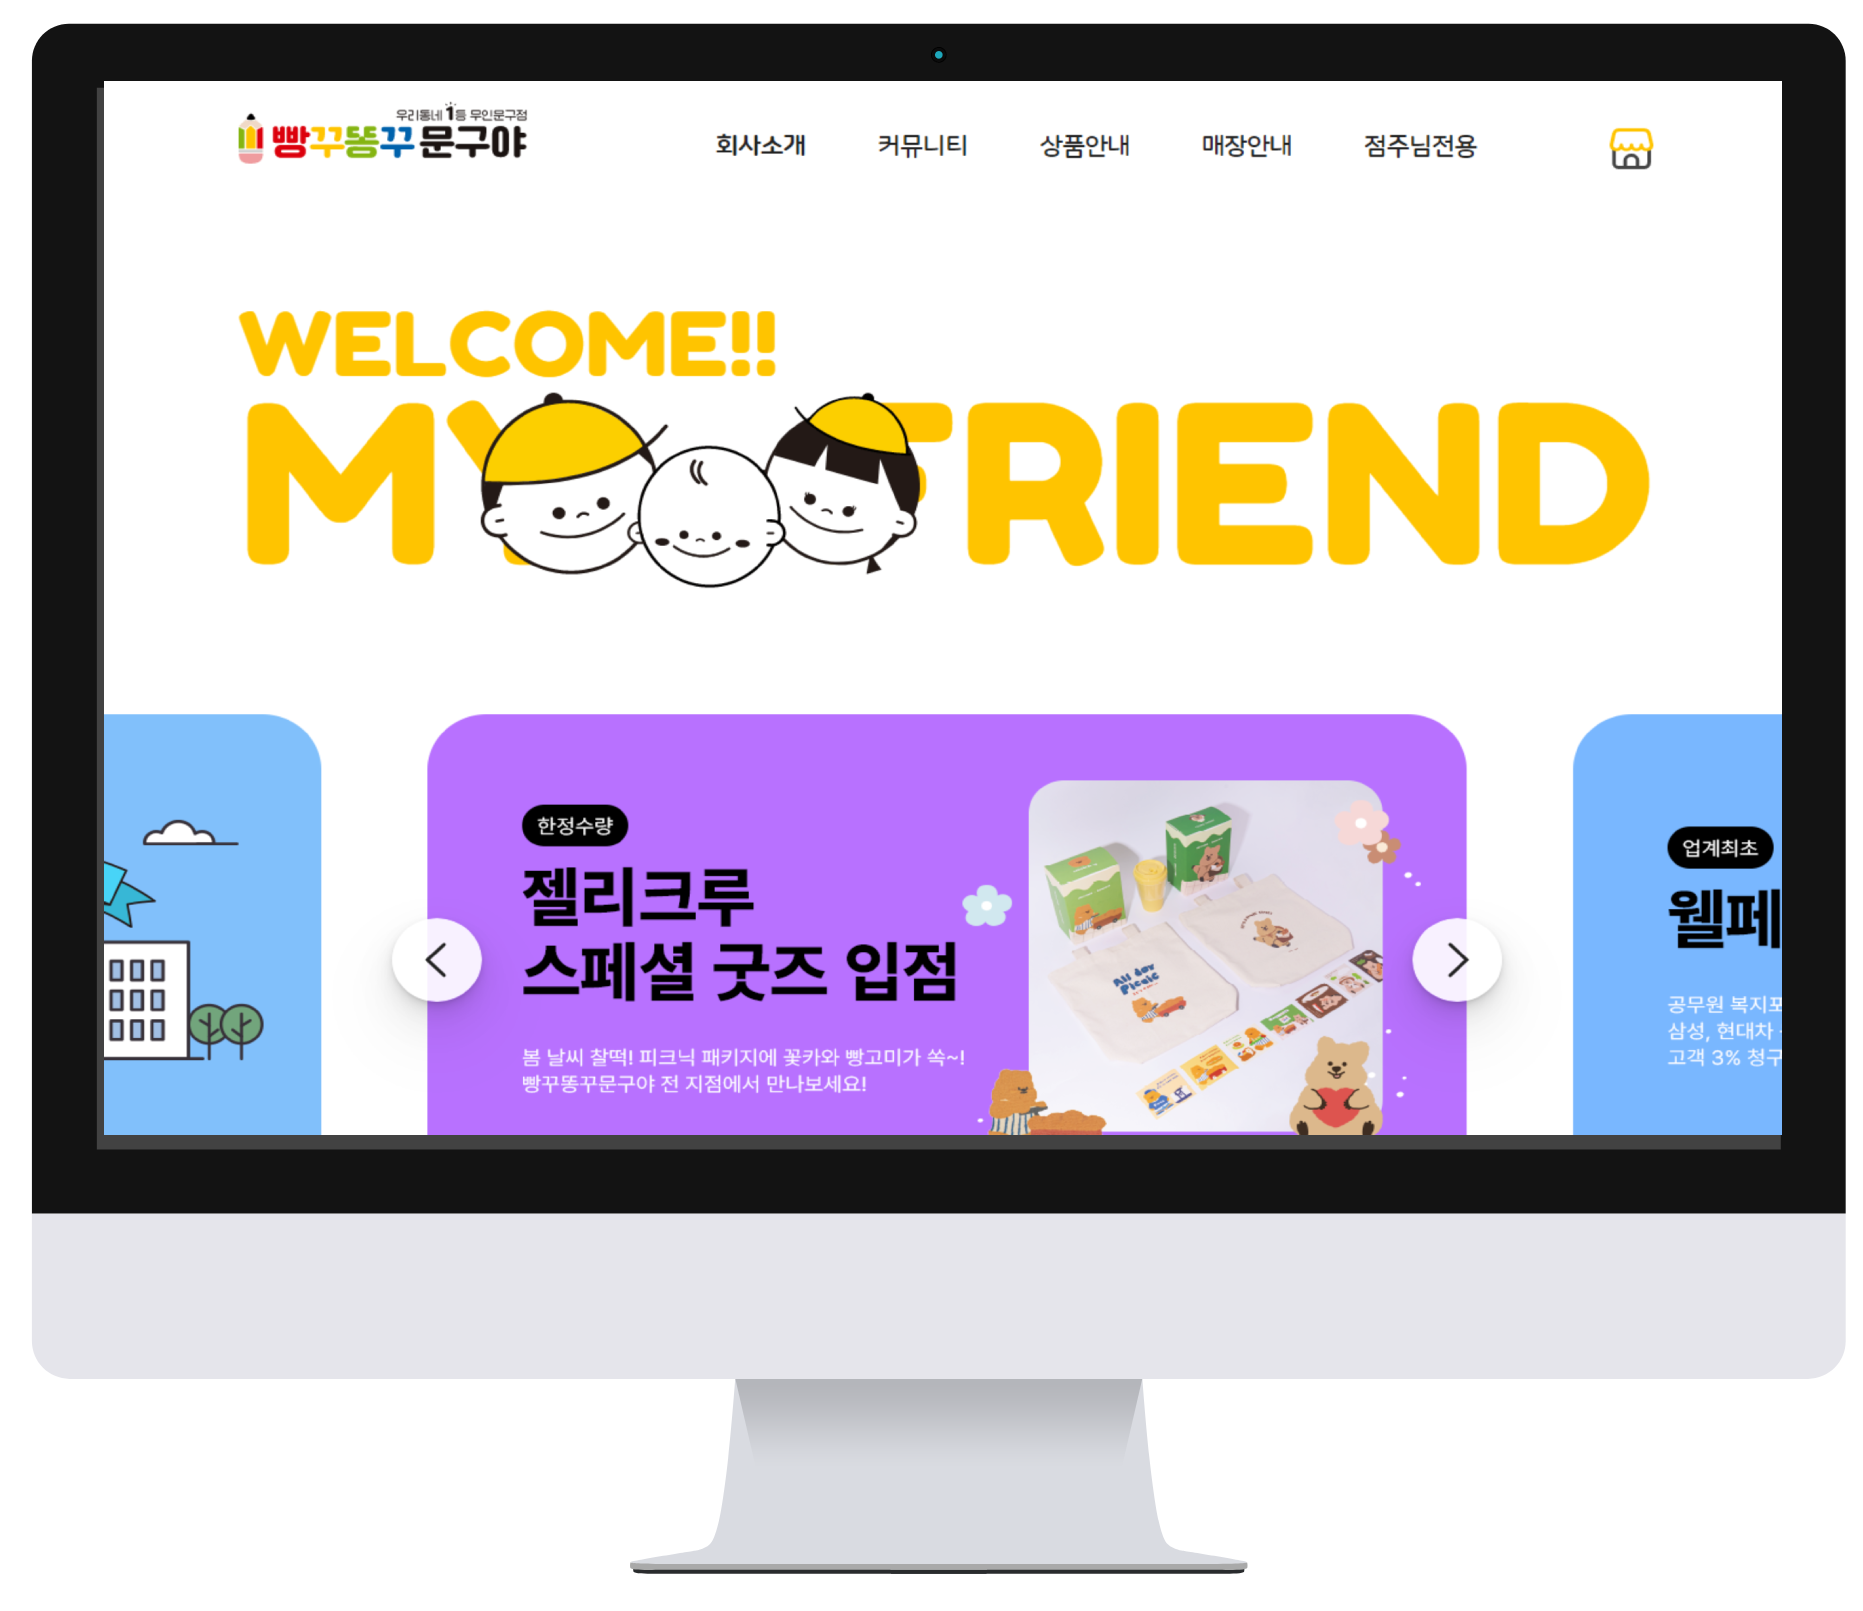 우리동네 1등 무인문구점
빵꾸똥꾸 문구야
회사소개 커뮤니티 상품안내 매장안내 점주님전용
WELCOME!!
MY FRIEND
한정수량
젤리크루
스페셜 굿즈 입점
봄 날씨 찰떡! 피크닉 패키지에 꽃카와 빵고미가 쏙~!
빵꾸똥꾸문구야 전 지점에서 만나보세요!
All day
Picnic
업계최초
웰페
공무원 복지포
삼성, 현대차
고객 3% 청구